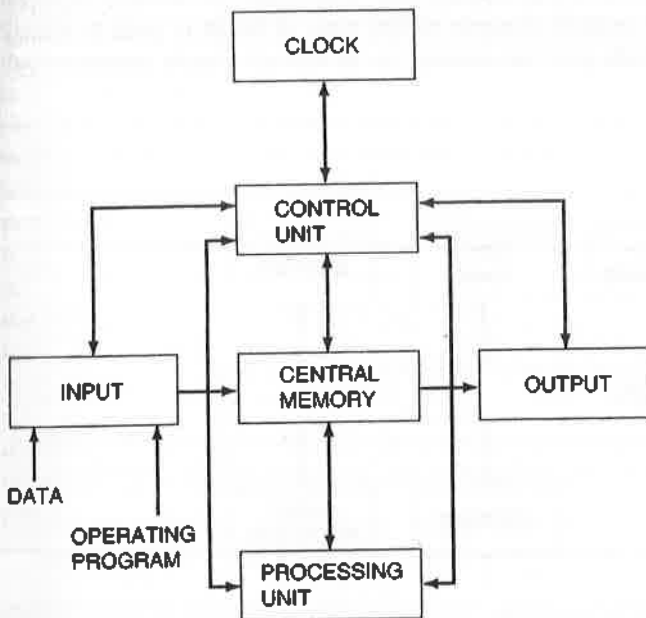 CLOCK
CONTROL
UNIT
INPUT
CENTRAL
MEMORY
OUTPUT
DATA
OPERATING
PROGRAM
PROCESSING
UNIT